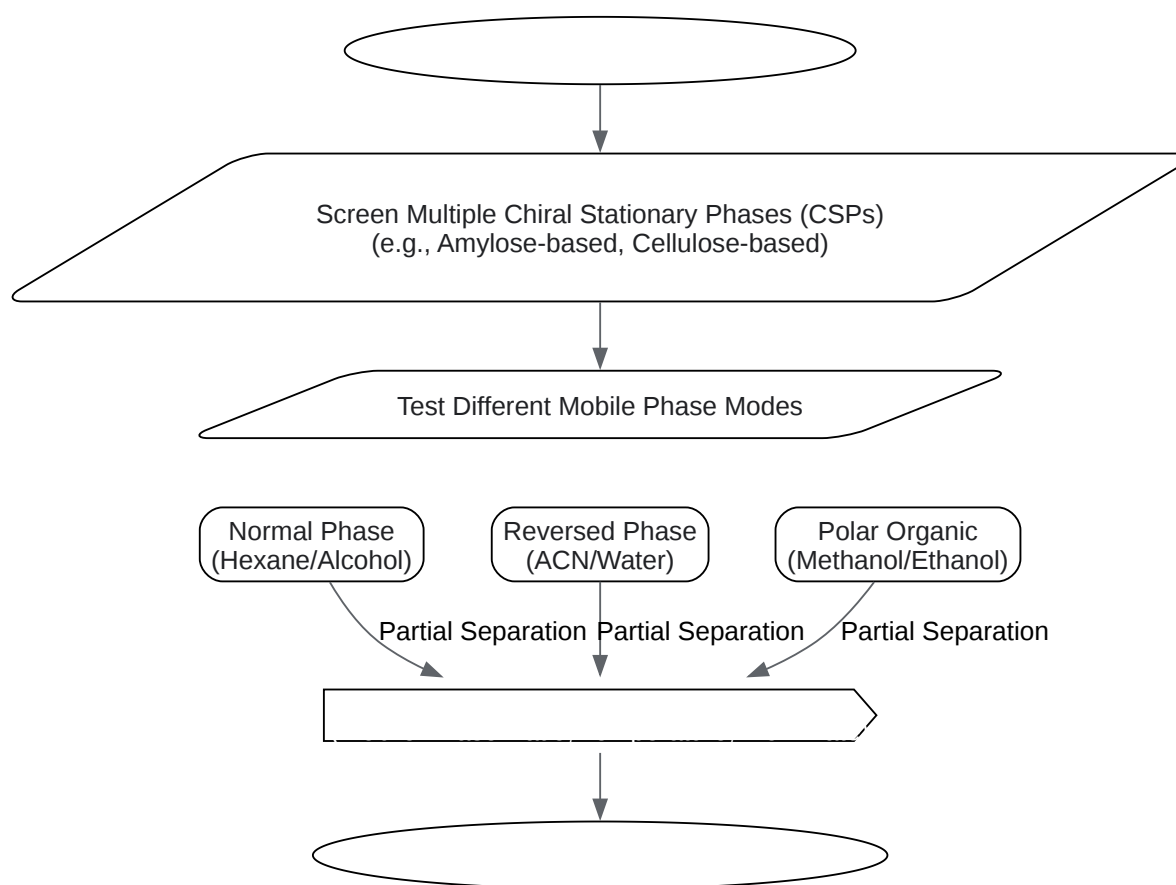 Screen Multiple Chiral Stationary Phases (CSPs)
(e.g., Amylose-based, Cellulose-based)
Test Different Mobile Phase Modes
Normal Phase
(Hexane/Alcohol)
Reversed Phase
(ACN/Water)
Polar Organic
(Methanol/Ethanol)
Partial Separation
Partial Separation
Partial Separation